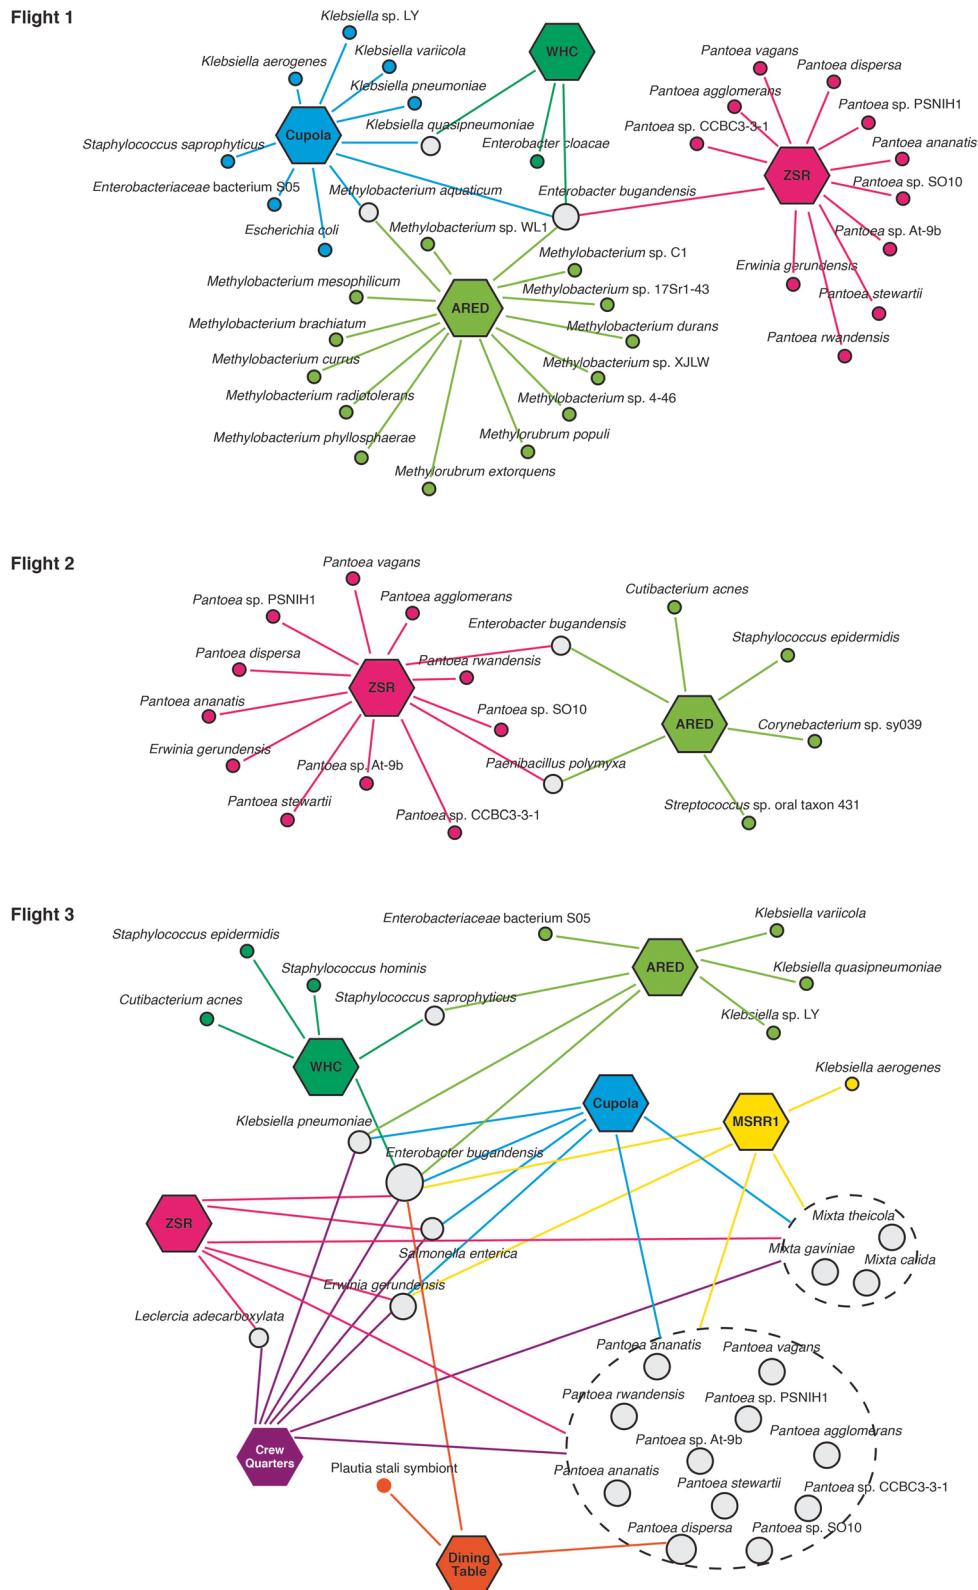 Flight 1
Klebsiella sp. LY
WHC
Klebsiella variicola
Pantoea vagans
Klebsiella aerogenes
Pantoea dispersa
Klebsiella pneumoniae
Pantoea agglomerans
Pantoea sp. PSNIH1
Klebsiella quasipneumoniae
Pantoea sp. CCBC3-3-1
Cupola
Staphylococcus saprophyticus
Enterobacter cloacae
Pantoea ananatis
ZSR
Pantoea sp. SO10
Enterobacteriaceae bacterium S05
Methylobacterium aquaticum
Enterobacter bugandensis
Escherichia coli
Methylobacterium sp. WL1
Pantoea sp. At-9b
Methylobacterium sp. C1
Erwinia gerundensis
Methylobacterium mesophilicum
Methylobacterium sp. 17Sr1-43
Pantoea stewartii
ARED
Methylobacterium brachiatum
Methylobacterium durans
Pantoea rwandensis
Methylobacterium currus
Methylobacterium sp. XJLW
Methylobacterium radiotolerans
Methylobacterium sp. 4-46
Methylobacterium phyllosphaerae
Methylorubrum populi
Methylorubrum extorquens
Flight 2
Pantoea vagans
Pantoea sp. PSNIH1
Pantoea agglomerans
Cutibacterium acnes
Enterobacter bugandensis
Staphylococcus epidermidis
Pantoea dispersa
Pantoea rwandensis
ZSR
Pantoea ananatis
Pantoea sp. SO10
ARED
Corynebacterium sp. sy039
Erwinia gerundensis
Pantoea sp. At-9b
Paenibacillus polymyxa
Pantoea stewartii
Pantoea sp. CCBC3-3-1
Streptococcus sp. oral taxon 431
Flight 3
Enterobacteriaceae bacterium S05
Klebsiella variicola
Staphylococcus epidermidis
Staphylococcus hominis
ARED
Klebsiella quasipneumoniae
Cutibacterium acnes
Staphylococcus saprophyticus
Klebsiella sp. LY
WHC
Klebsiella aerogenes
Cupola
Klebsiella pneumoniae
MSRR1
Enterobacter bugandensis
ZSR
Mixta theicola
Salmonella enterica
Mixta gaviniae
Mixta calida
Erwinia gerundensis
Leclercia adecarboxylata
Pantoea ananatis
Pantoea vagans
Pantoea rwandensis
Pantoea sp. PSNIH1
Pantoea sp. At-9b
Pantoea agglomerans
Crew
Quarters
Plautia stali symbiont
Pantoea ananatis
Pantoea stewartii
Pantoea sp. CCBC3-3-1
Pantoea dispersa
Pantoea sp. SO10
Dining
Table